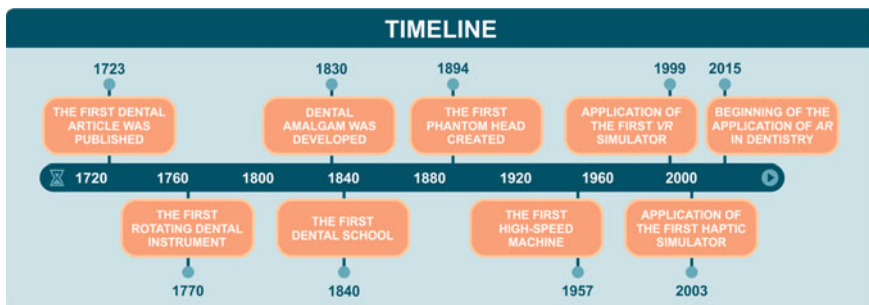 TIMELINE
1723
1830
1894
1999
2015
THE FIRST DENTAL
ARTICLE WAS
PUBLISHED
DENTAL
AMALGAM WAS
DEVELOPED
THE FIRST
PHANTOM HEAD
CREATED
APPLICATION OF
THE FIRST VR
SIMULATOR
BEGINNING OF THE
APPLICATION OF AR
IN DENTISTRY
1720 1760 1800 1840 1880 1920 1960 2000
THE FIRST
ROTATING DENTAL
INSTRUMENT
THE FIRST
DENTAL SCHOOL
THE FIRST
HIGH-SPEED
MACHINE
APPLICATION OF
THE FIRST HAPTIC
SIMULATOR
1770
1840
1957
2003